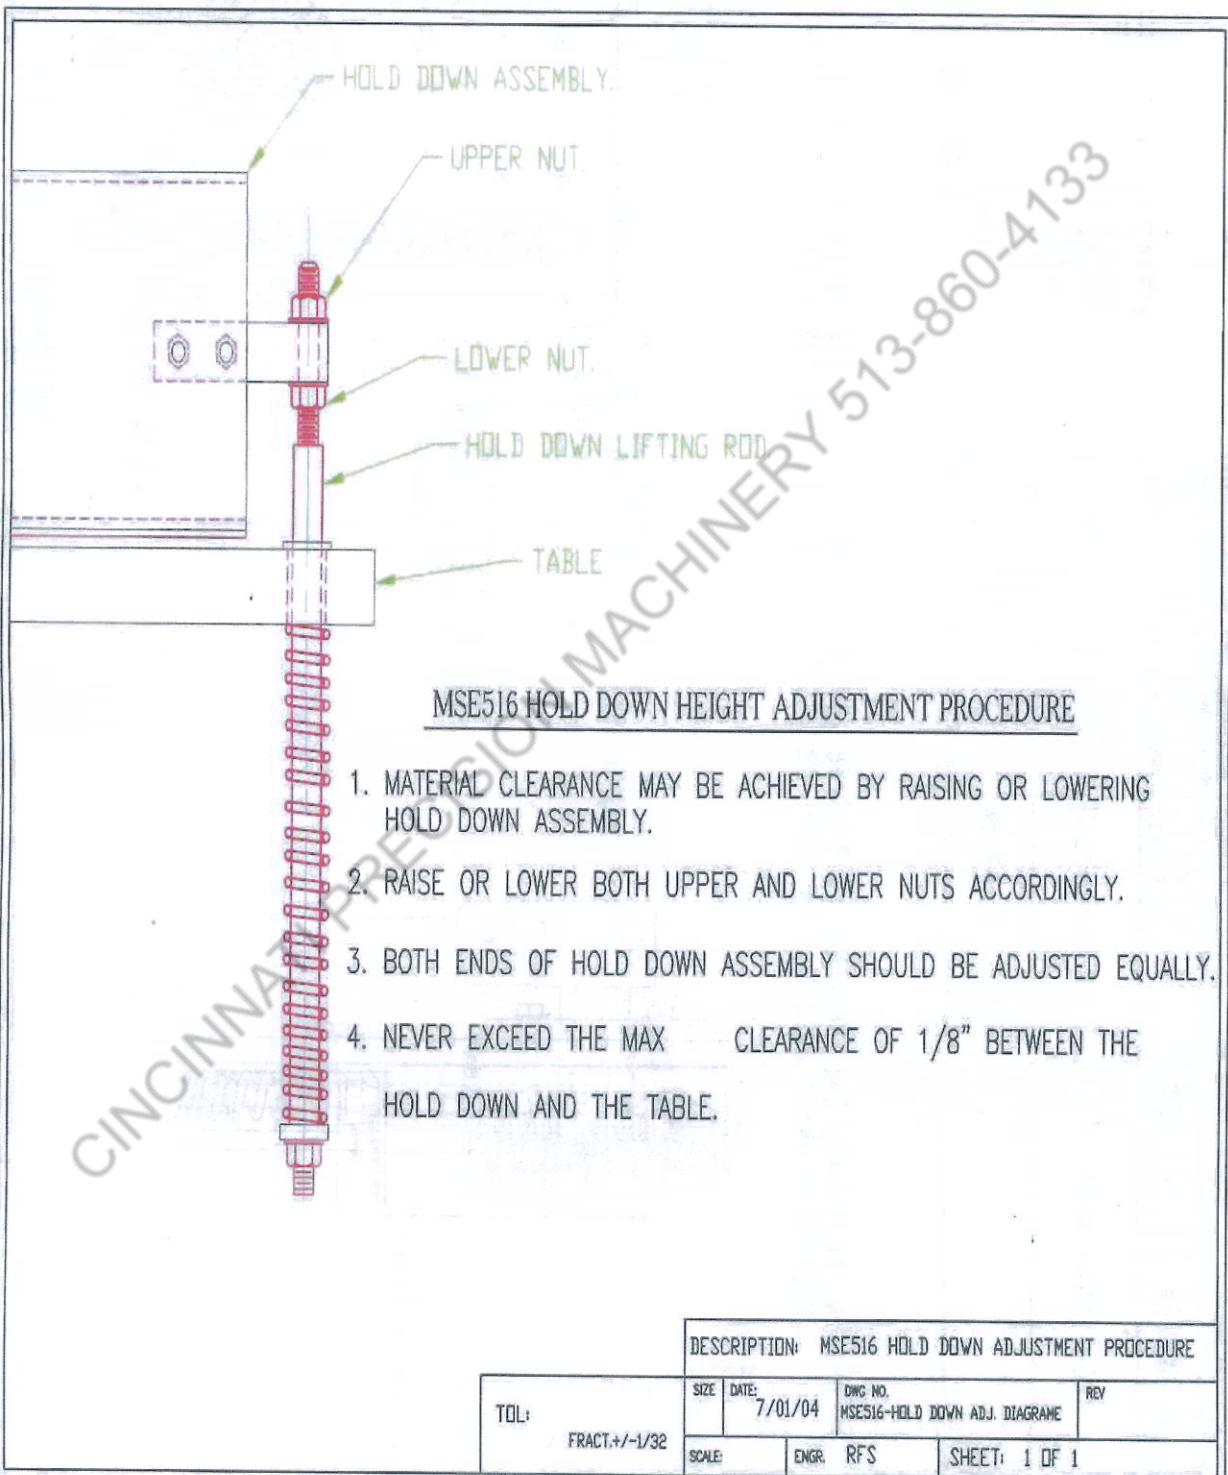 HOLD DOWN ASSEMBLY.
UPPER NUT.
LOWER NUT.
HOLD DOWN LIFTING ROD.
TABLE
CINCINNATI PRECISION MACHINERY 513-860-4133
MSE516 HOLD DOWN HEIGHT ADJUSTMENT PROCEDURE
1. MATERIAL CLEARANCE MAY BE ACHIEVED BY RAISING OR LOWERING
HOLD DOWN ASSEMBLY.
2. RAISE OR LOWER BOTH UPPER AND LOWER NUTS ACCORDINGLY.
3. BOTH ENDS OF HOLD DOWN ASSEMBLY SHOULD BE ADJUSTED EQUALLY.
4. NEVER EXCEED THE MAX CLEARANCE OF 1/8" BETWEEN THE
HOLD DOWN AND THE TABLE.
DESCRIPTION: MSE516 HOLD DOWN ADJUSTMENT PROCEDURE
TOL:
FRACT.+/-1/32
SIZE
DATE:
7/01/04
DWG NO.
MSE516-HOLD DOWN ADJ. DIAGRAME
REV
SCALE:
ENGR. RFS
SHEET: 1 OF 1